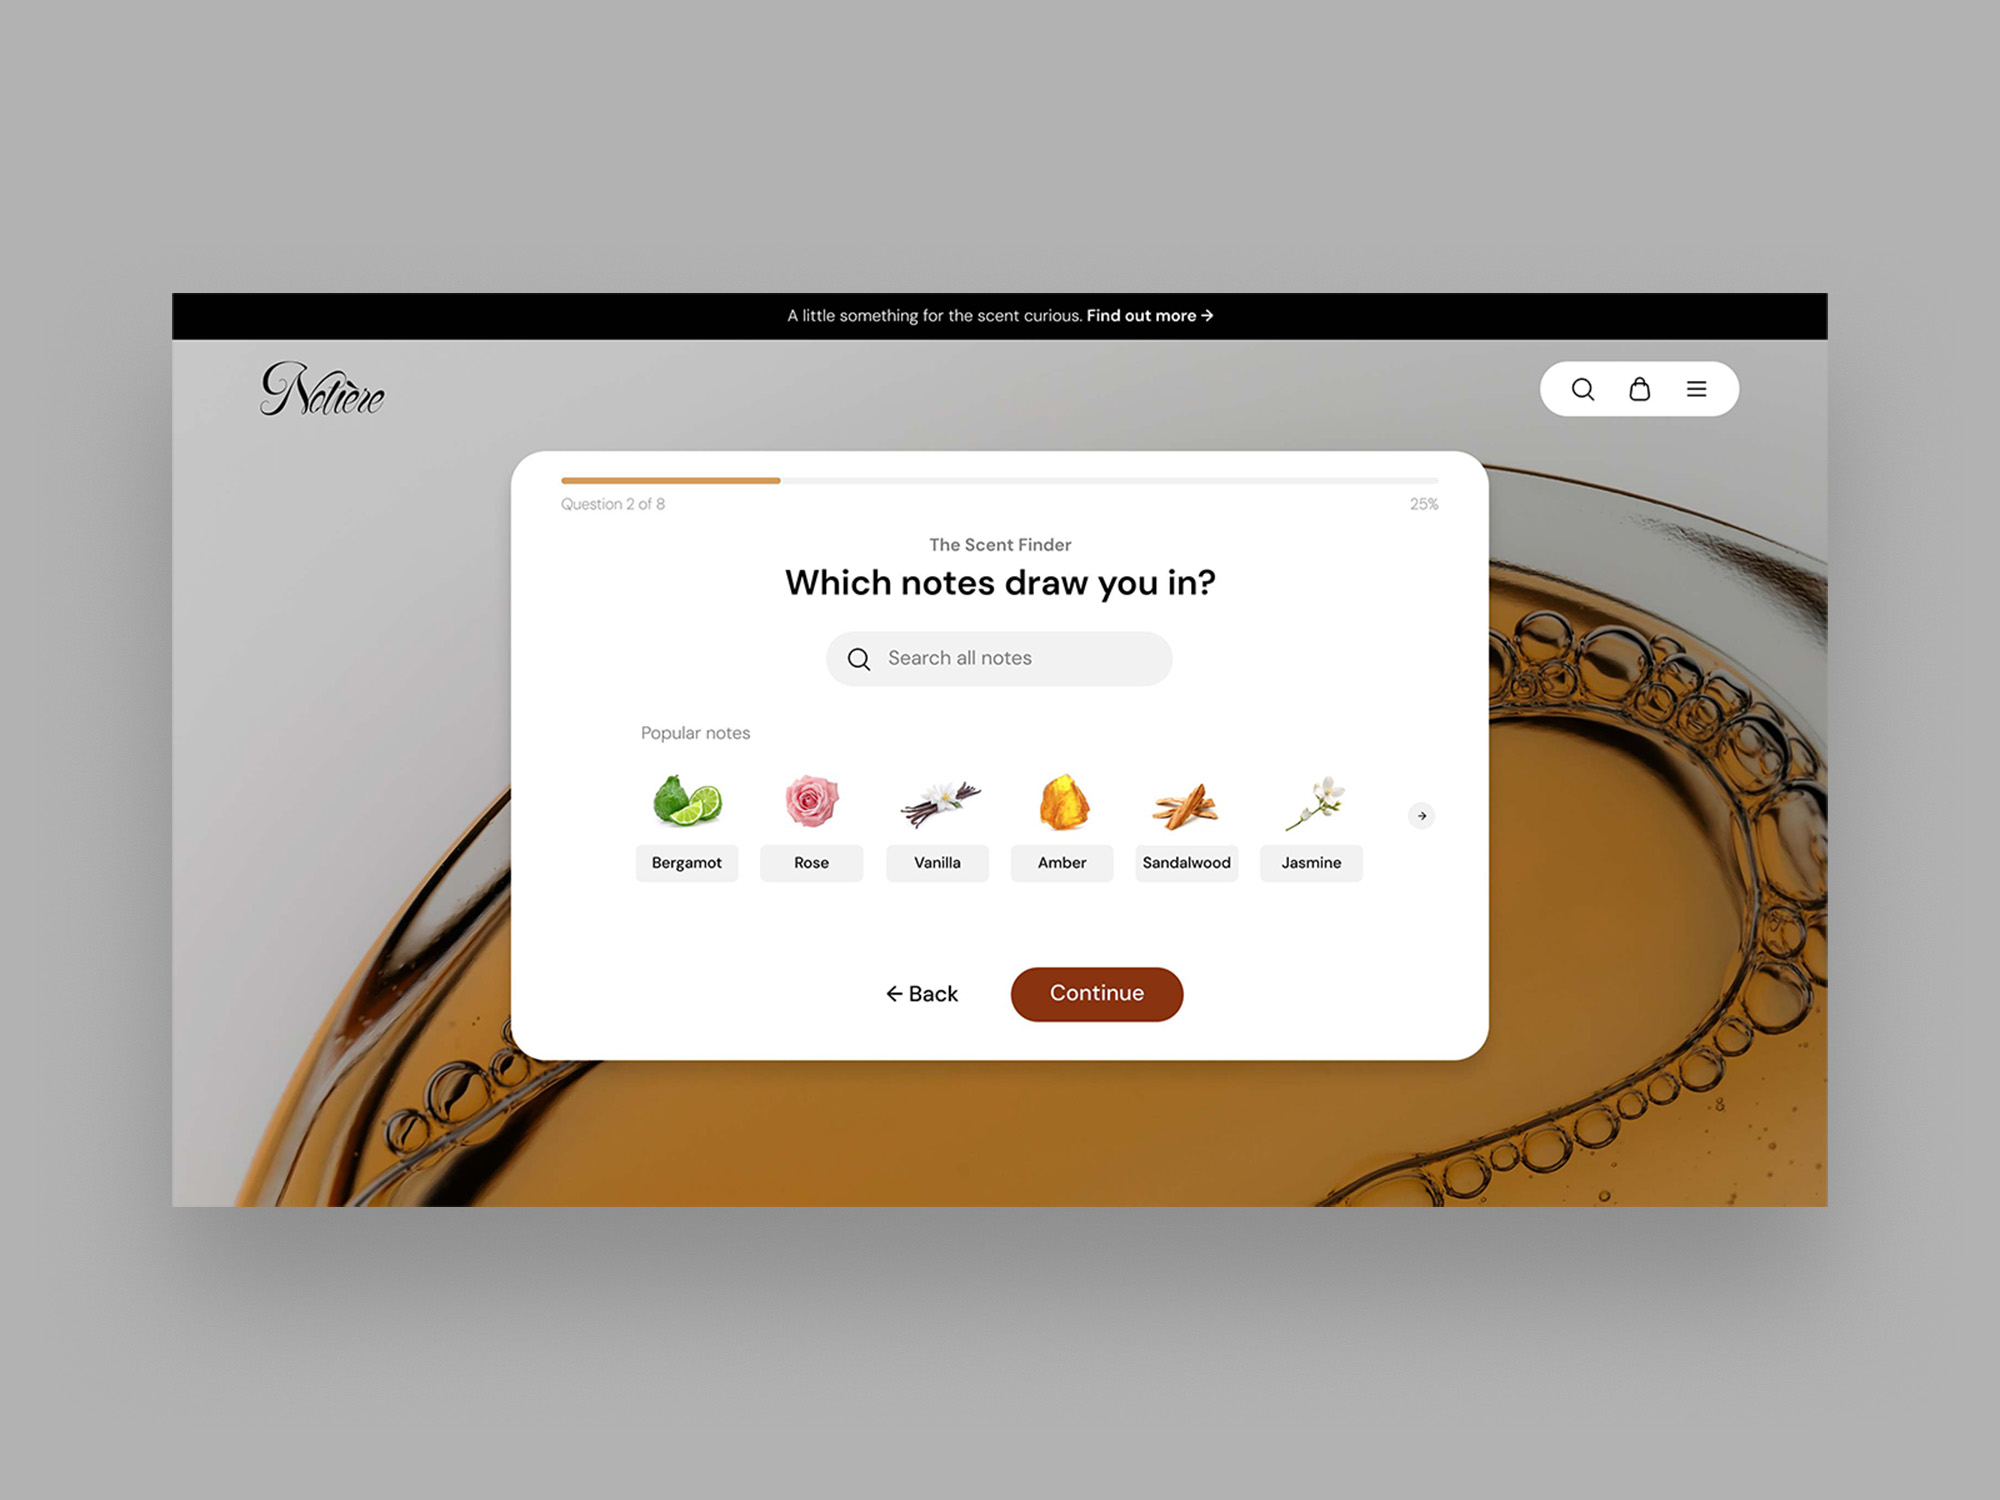 A little something for the scent curious. Find out more →
Notière
Question 2 of 8
25%
The Scent Finder
Which notes draw you in?
Search all notes
Popular notes
Bergamot
Rose
Vanilla
Amber
Sandalwood
Jasmine
← Back
Continue